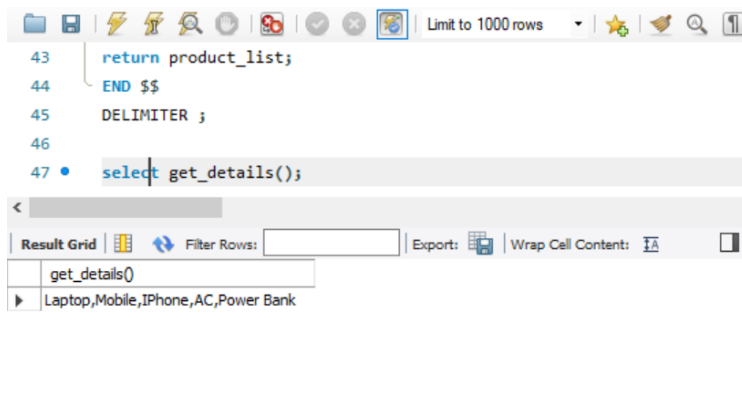 Limit to 1000 rows
43 return product_list;
44 END $$
45 DELIMITER ;
46
47 select get_details();
Result Grid Filter Rows: Export: Wrap Cell Content: IA
get_details()
Laptop,Mobile,IPhone,AC,Power Bank